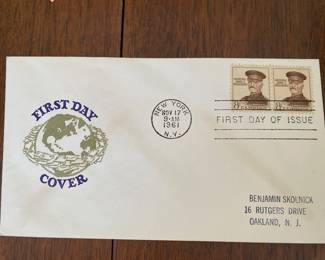 FIRST DAY
COVER
NEW YORK
NOV 17
9-AM
1961
N.Y.
FIRST DAY OF ISSUE
BENJAMIN SKOLNICK
16 RUTGERS DRIVE
OAKLAND, N. J.